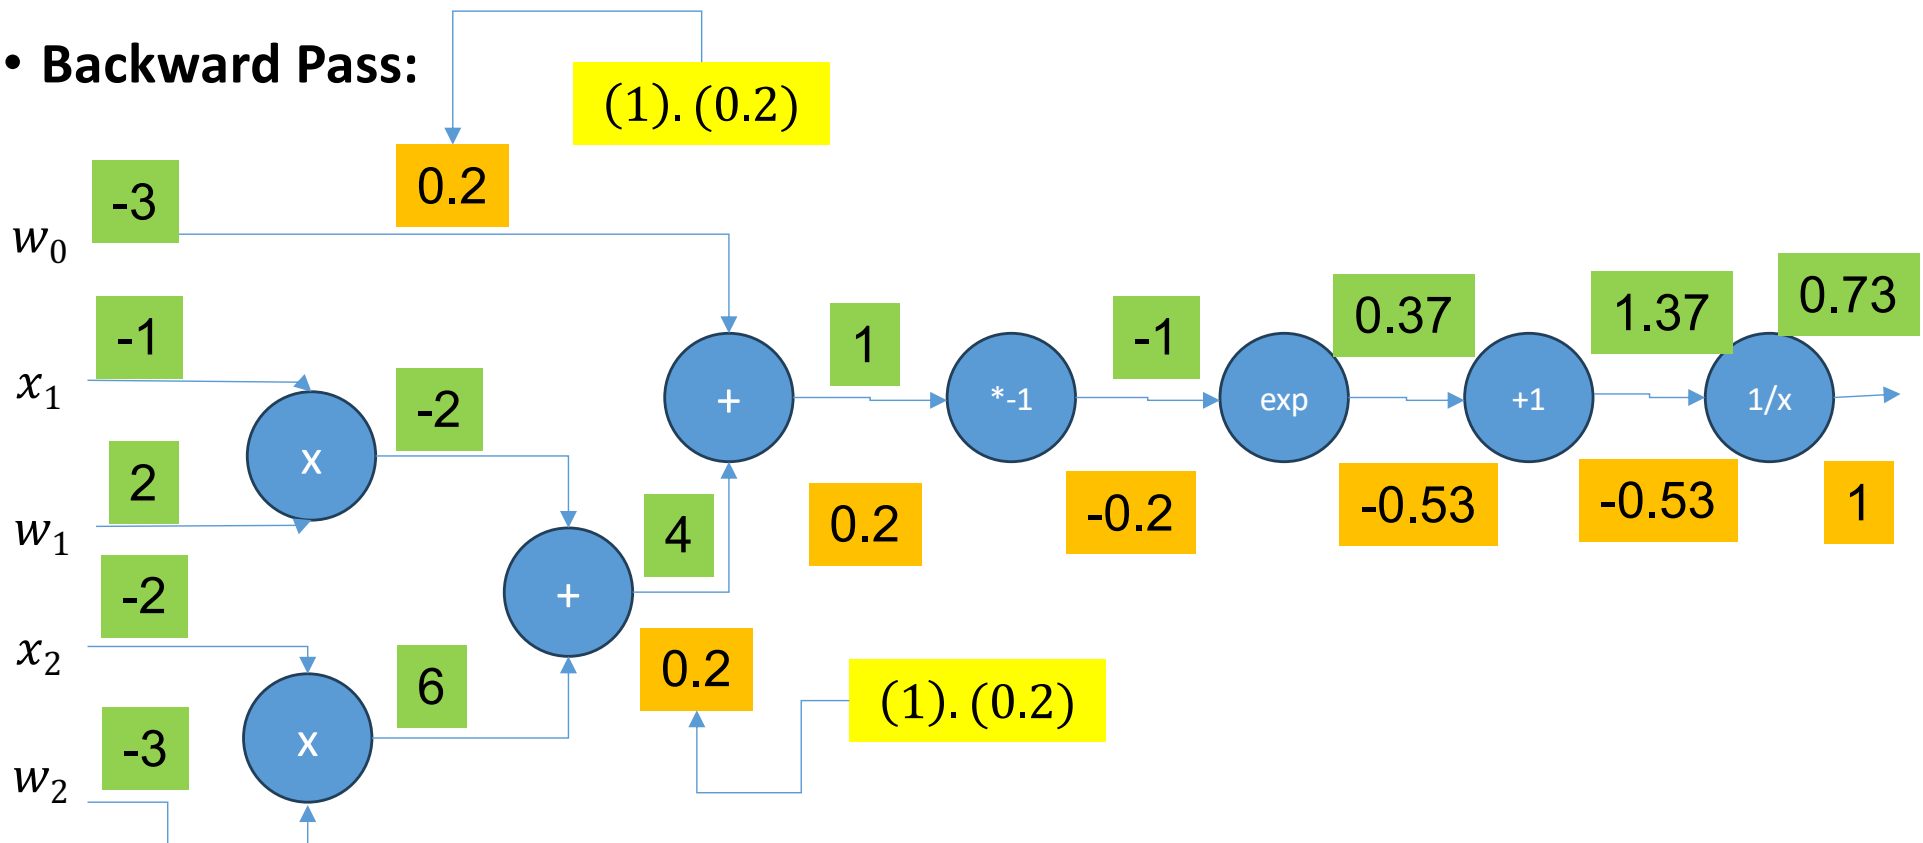 • Backward Pass:
(1). (0.2)
0.2
-3
w₀
-1
x₁
2
w₁
-2
x₂
-3
w₂
x
-2
x
6
+
4
0.2
(1). (0.2)
+
1
0.2
*-1
-1
-0.2
exp
0.37
-0.53
+1
1.37
-0.53
1/x
0.73
1